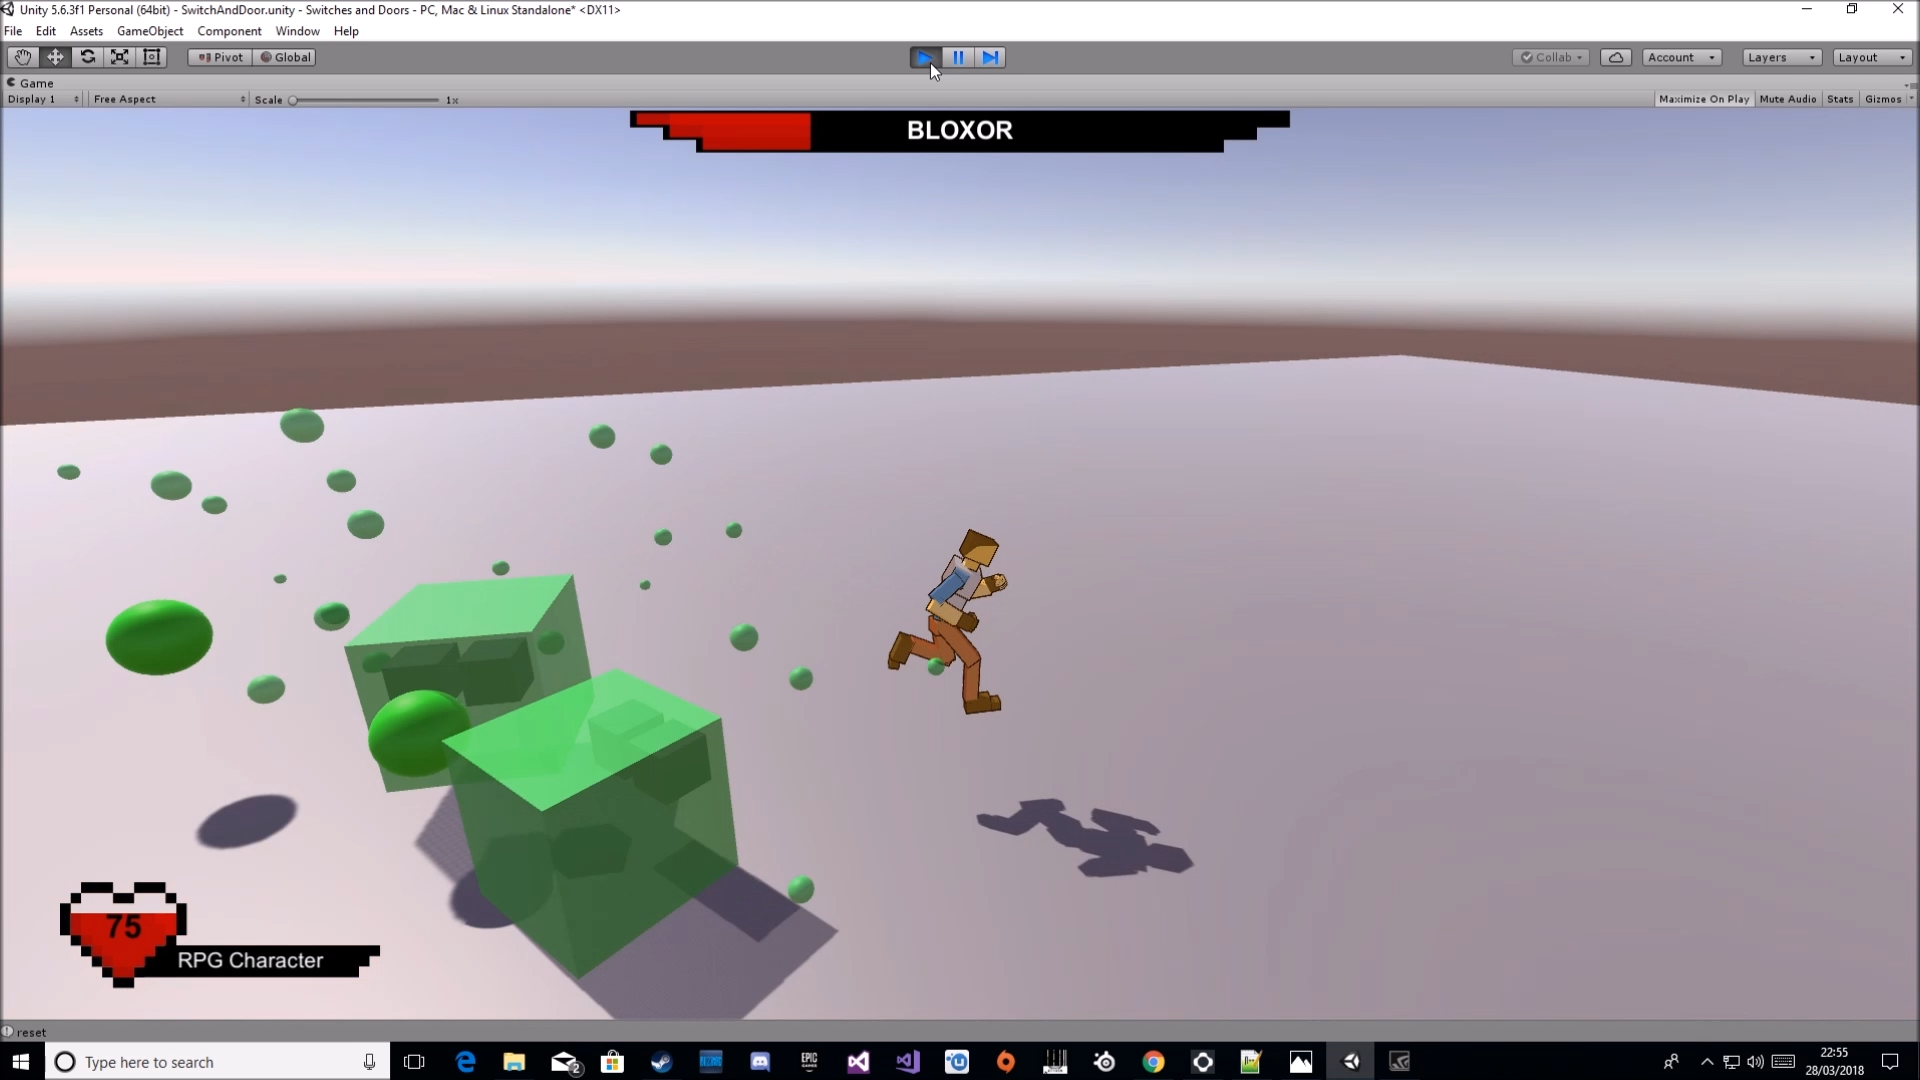 Unity 5.6.3f1 Personal (64bit) - SwitchAndDoor.unity - Switches and Doors - PC, Mac & Linux Standalone* <DX11>
File Edit Assets GameObject Component Window Help
Pivot Global Collab Account Layers Layout
Game
Display 1 Free Aspect Scale 1x Maximize On Play Mute Audio Stats Gizmos
BLOXOR
75
RPG Character
reset
Type here to search
2
EPIC GAMES
22:55
28/03/2018